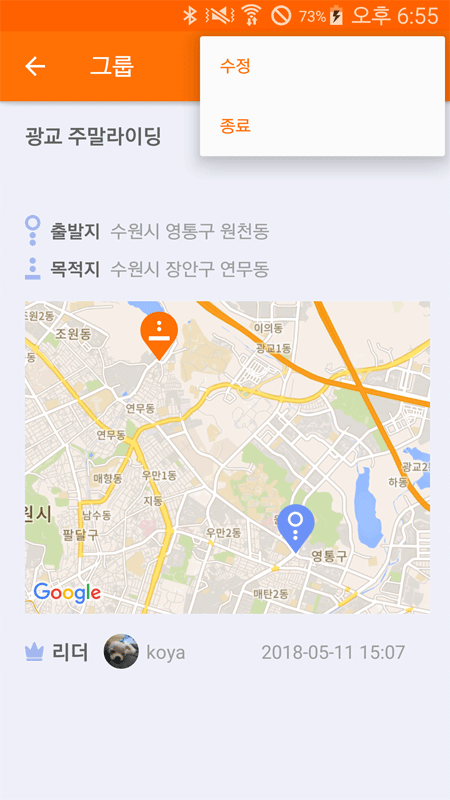 73% 오후 6:55
그룹
수정
종료
광교 주말라이딩
출발지 수원시 영통구 원천동
목적지 수원시 장안구 연무동
조원2동
조원동
이의동
광교1동
연무동
연무동
매향동
우만1동
지동
원시
남수동
팔달구
우만2동
광교2동
하동
영통구
매탄2동
Google
리더 koya 2018-05-11 15:07